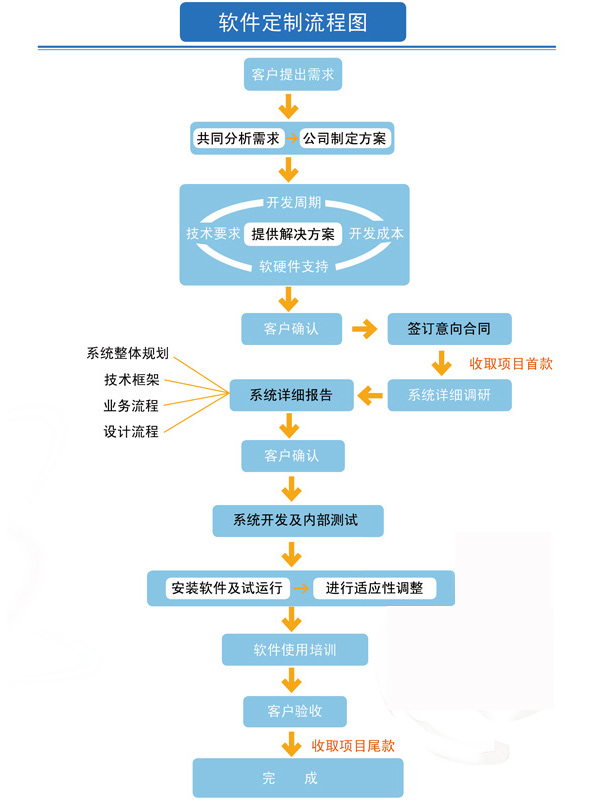 软件定制流程图
客户提出需求
共同分析需求
公司制定方案
开发周期
技术要求
提供解决方案
开发成本
软硬件支持
客户确认
签订意向合同
收取项目首款
系统详细调研
系统详细报告
系统整体规划
技术框架
业务流程
设计流程
客户确认
系统开发及内部测试
安装软件及试运行
进行适应性调整
软件使用培训
客户验收
收取项目尾款
完 成